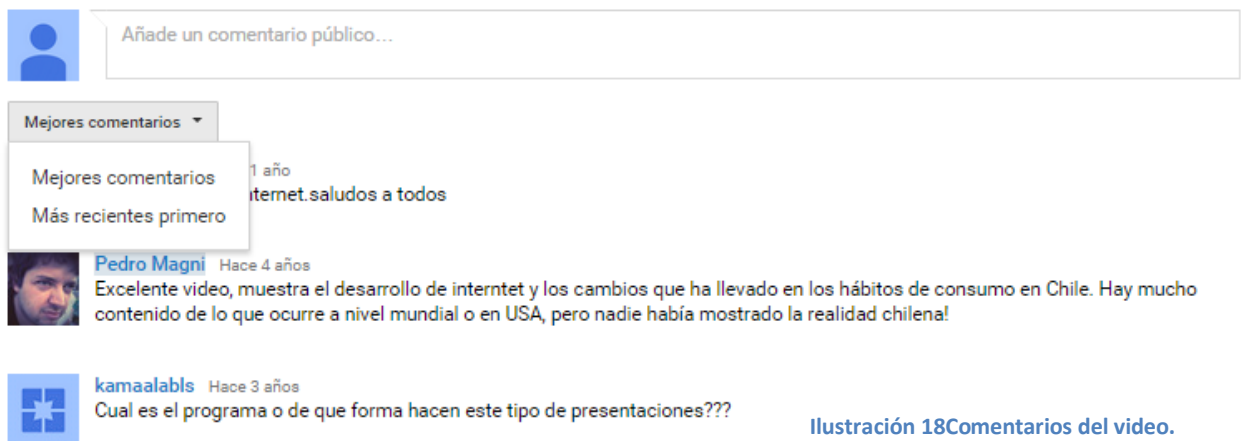 Añade un comentario público...
Mejores comentarios
Mejores comentarios
1 año
Más recientes primero
nternet.saludos a todos
Pedro Magni Hace 4 años
Excelente video, muestra el desarrollo de interntet y los cambios que ha llevado en los hábitos de consumo en Chile. Hay mucho
contenido de lo que ocurre a nivel mundial o en USA, pero nadie había mostrado la realidad chilena!
kamaalabls Hace 3 años
Cual es el programa o de que forma hacen este tipo de presentaciones???
Ilustración 18Comentarios del video.